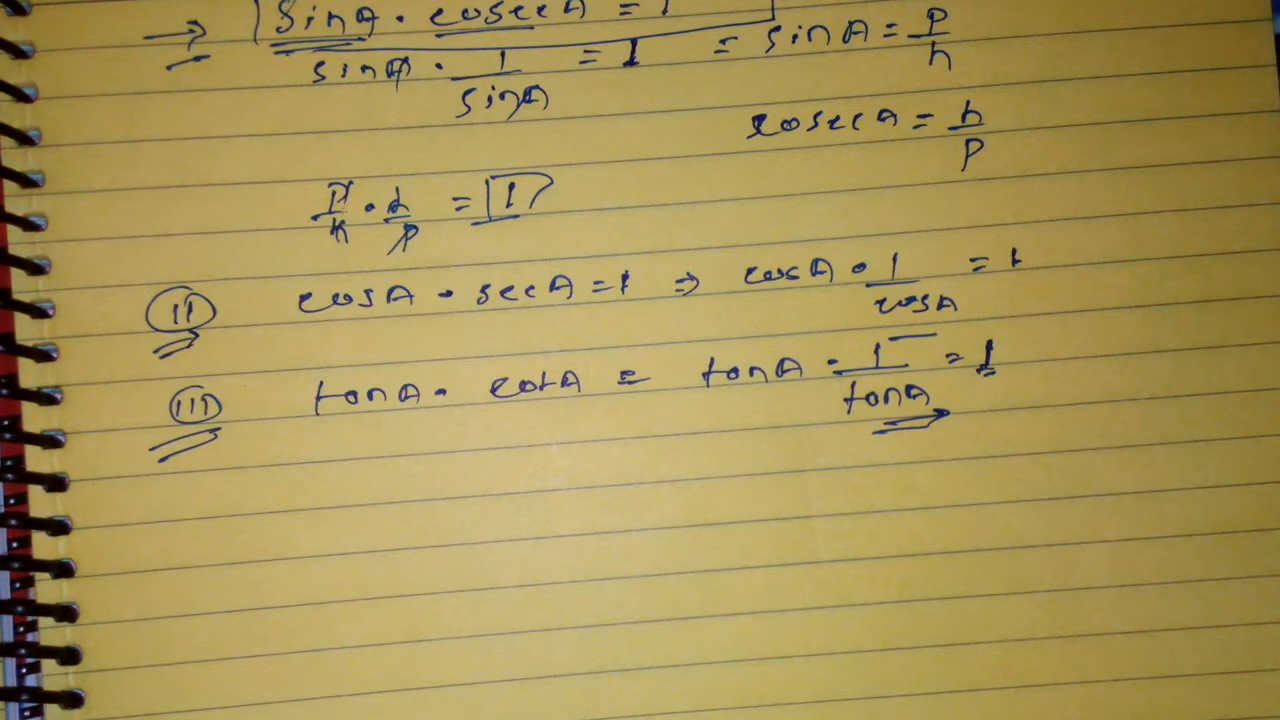 ⇒ sinA · cosecA = 1
sinA · 1/sinA = 1 = sinA = p/h
cosecA = h/p
p/h · h/p = 1
(ii) cosA · secA = 1 ⇒ cosA · 1/cosA = 1
(iii) tanA · cotA = tanA · 1/tanA = 1